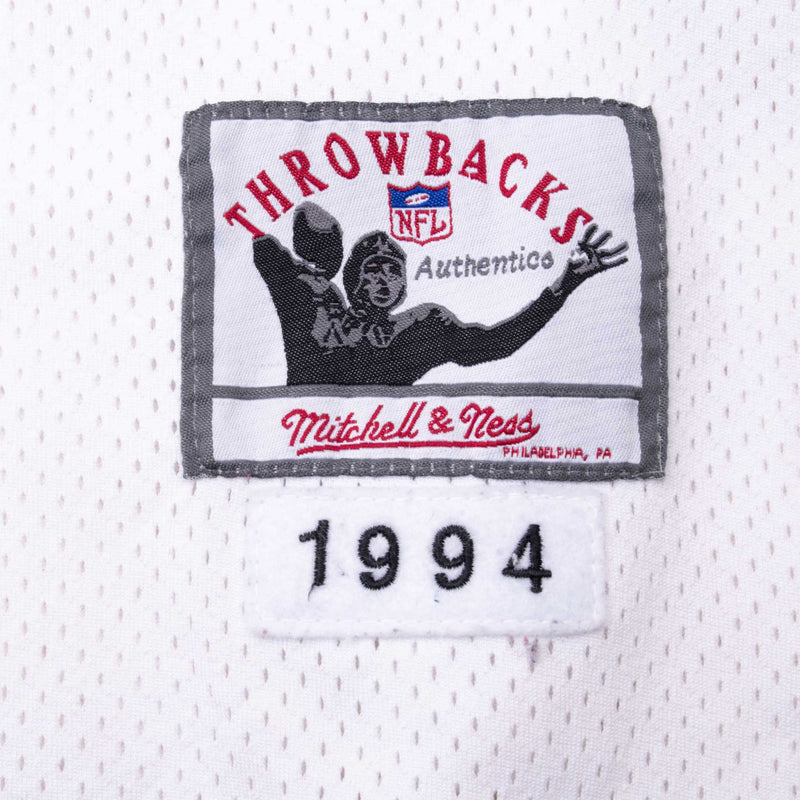 THROWBACKS
NFL
Authentics
Mitchell & Ness
PHILADELPHIA, PA
1994